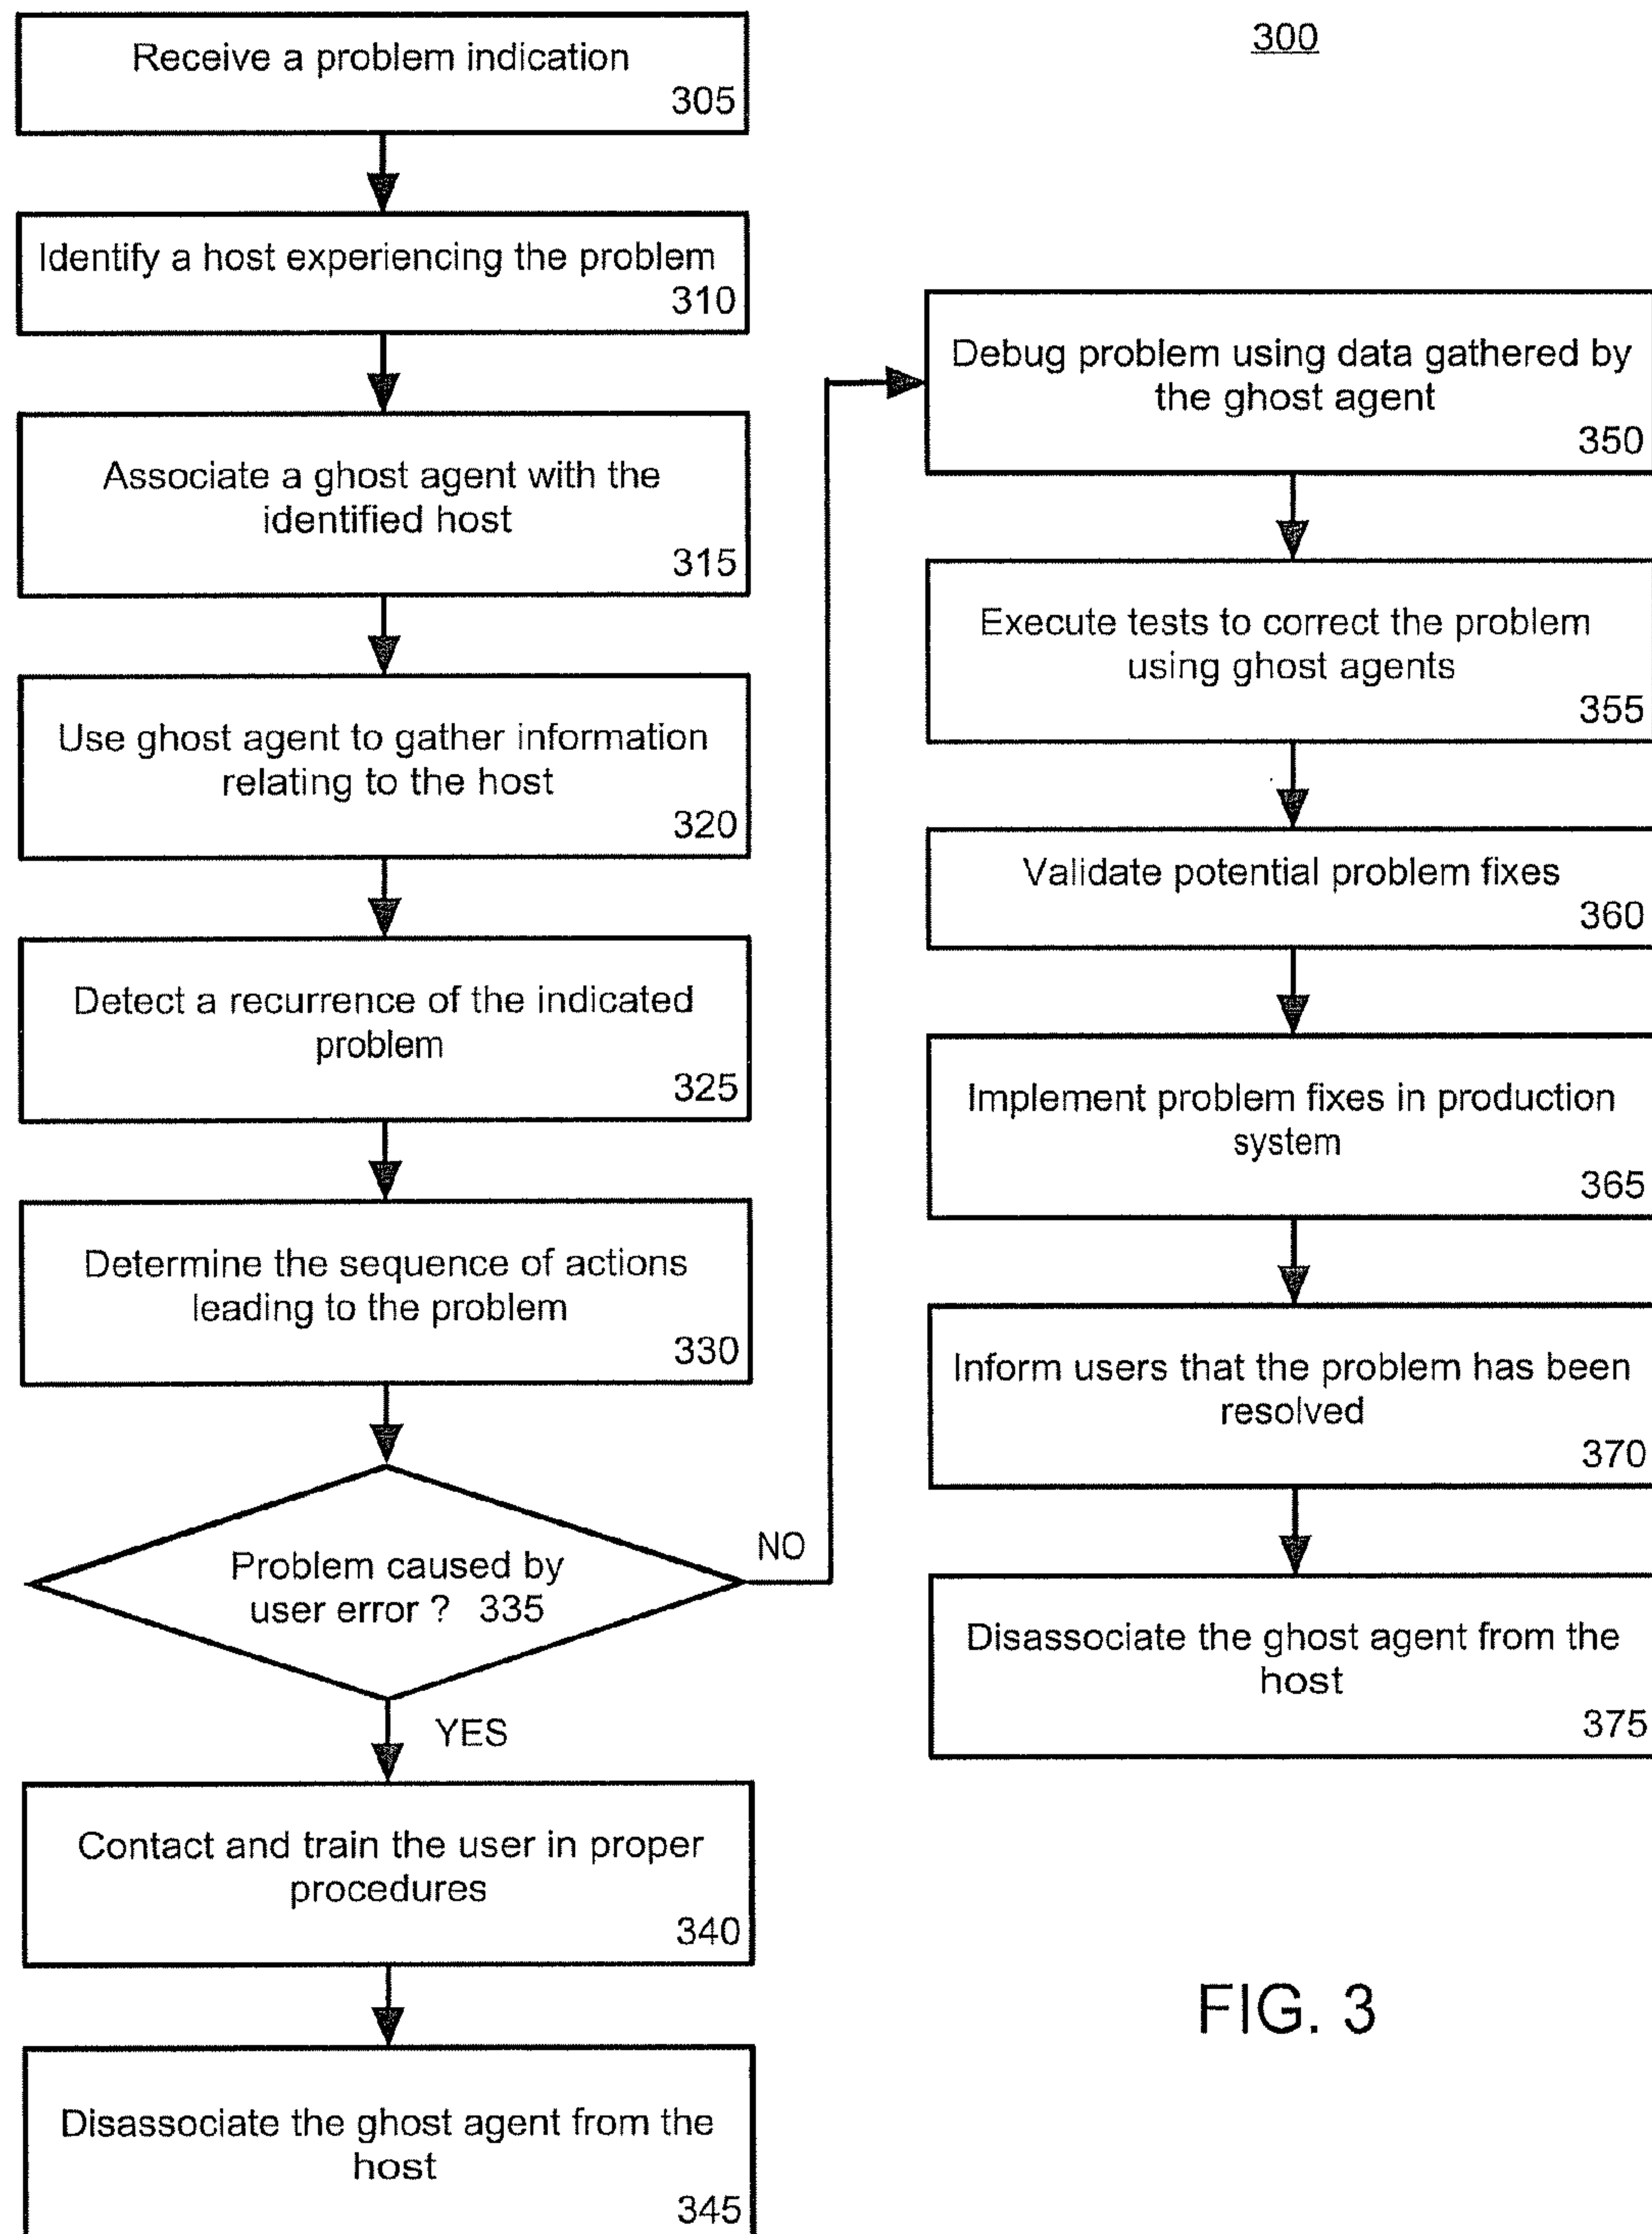 300
Receive a problem indication
305
Identify a host experiencing the problem
310
Associate a ghost agent with the
identified host
315
Use ghost agent to gather information
relating to the host
320
Detect a recurrence of the indicated
problem
325
Determine the sequence of actions
leading to the problem
330
Problem caused by
user error ? 335
NO
YES
Contact and train the user in proper
procedures
340
Disassociate the ghost agent from the
host
345
Debug problem using data gathered by
the ghost agent
350
Execute tests to correct the problem
using ghost agents
355
Validate potential problem fixes
360
Implement problem fixes in production
system
365
Inform users that the problem has been
resolved
370
Disassociate the ghost agent from the
host
375
FIG. 3